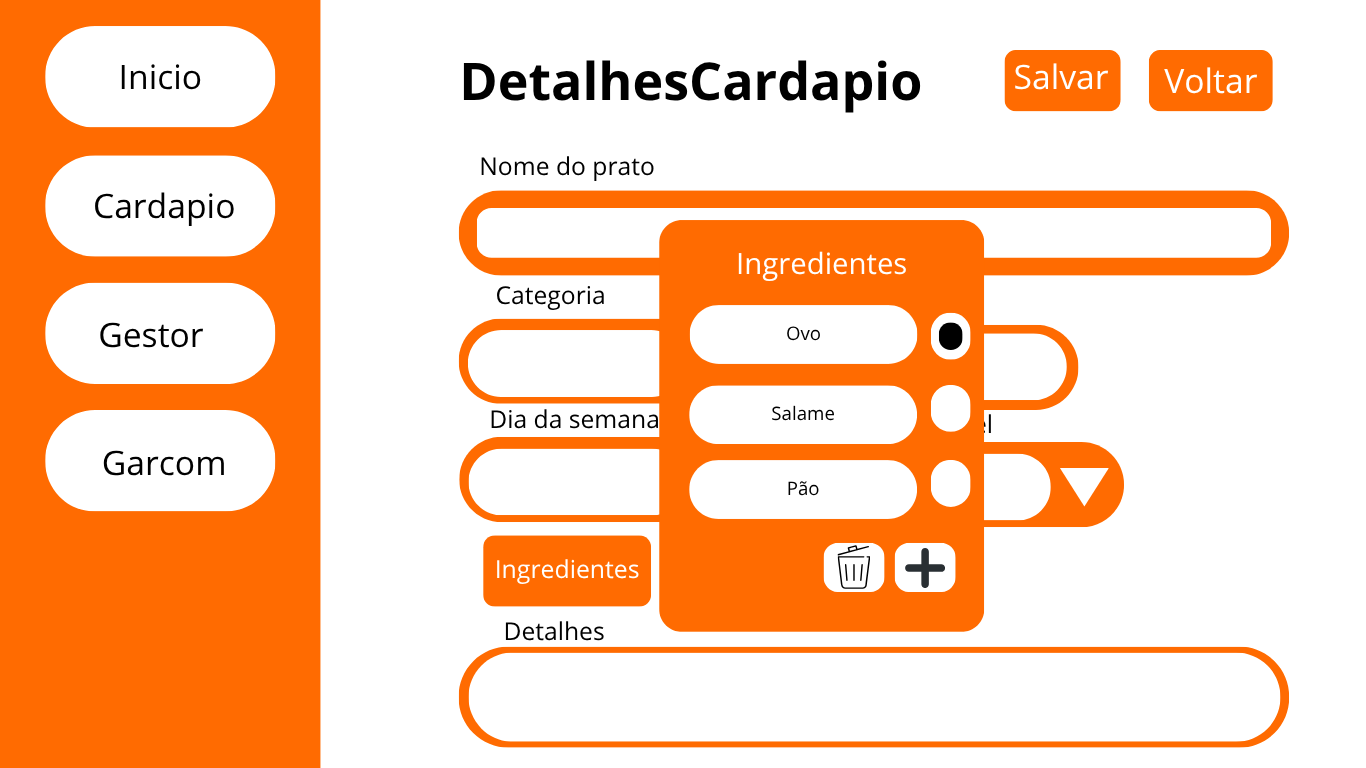 Inicio
Cardapio
Gestor
Garcom
DetalhesCardapio
Salvar
Voltar
Nome do prato
Categoria
Dia da semana
Ingredientes
Detalhes
Ingredientes
Ovo
Salame
Pão